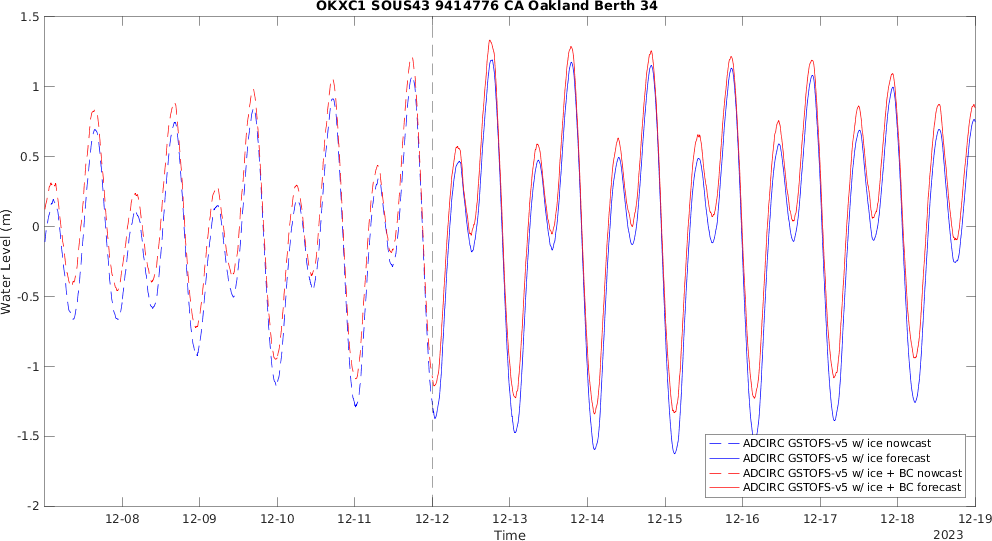 OKXC1 SOUS43 9414776 CA Oakland Berth 34
Water Level (m)
1.5
1
0.5
0
-0.5
-1
-1.5
-2
ADCIRC GSTOFS-v5 w/ ice nowcast
ADCIRC GSTOFS-v5 w/ ice forecast
ADCIRC GSTOFS-v5 w/ ice + BC nowcast
ADCIRC GSTOFS-v5 w/ ice + BC forecast
12-08 12-09 12-10 12-11 12-12 12-13 12-14 12-15 12-16 12-17 12-18 12-19
Time
2023